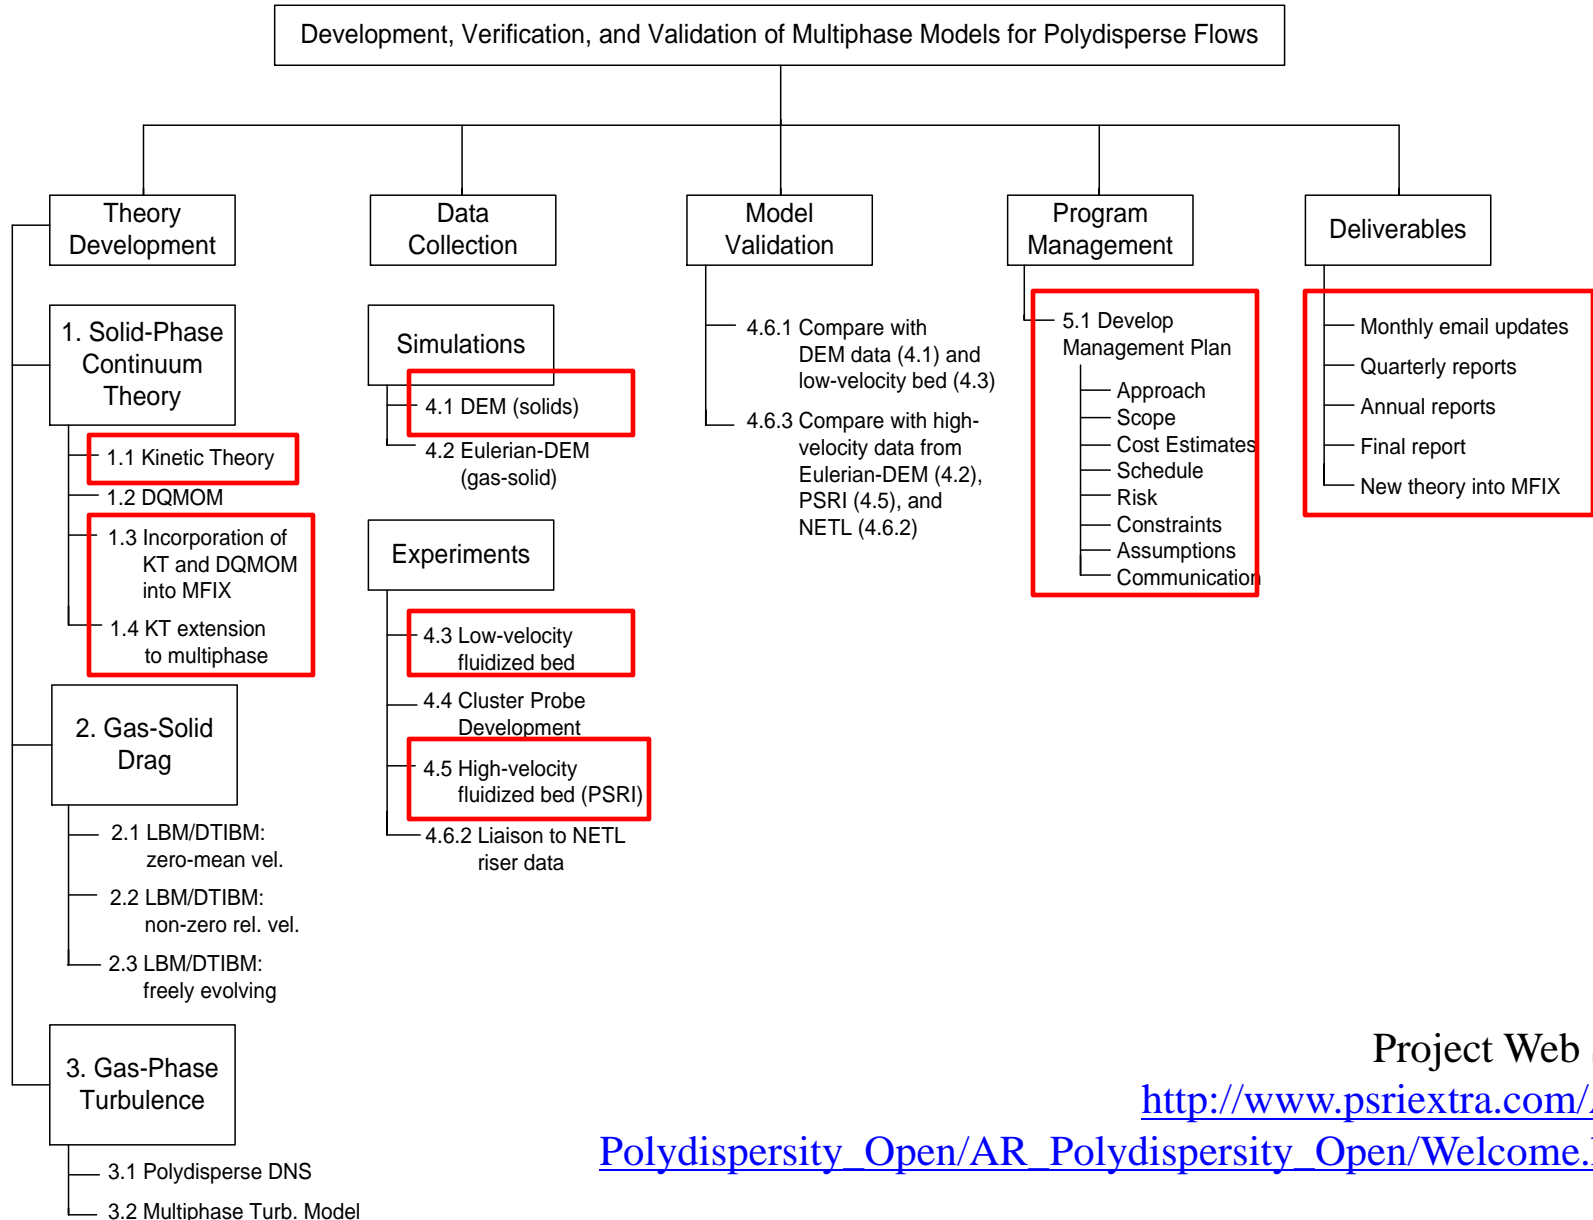 Development, Verification, and Validation of Multiphase Models for Polydisperse Flows
Theory
Development
1. Solid-Phase
Continuum
Theory
1.1 Kinetic Theory
1.2 DQMOM
1.3 Incorporation of
KT and DQMOM
into MFIX
1.4 KT extension
to multiphase
2. Gas-Solid
Drag
2.1 LBM/DTIBM:
zero-mean vel.
2.2 LBM/DTIBM:
non-zero rel. vel.
2.3 LBM/DTIBM:
freely evolving
3. Gas-Phase
Turbulence
3.1 Polydisperse DNS
3.2 Multiphase Turb. Model
Data
Collection
Simulations
4.1 DEM (solids)
4.2 Eulerian-DEM
(gas-solid)
Experiments
4.3 Low-velocity
fluidized bed
4.4 Cluster Probe
Development
4.5 High-velocity
fluidized bed (PSRI)
4.6.2 Liaison to NETL
riser data
Model
Validation
4.6.1 Compare with
DEM data (4.1) and
low-velocity bed (4.3)
4.6.3 Compare with high-
velocity data from
Eulerian-DEM (4.2),
PSRI (4.5), and
NETL (4.6.2)
Program
Management
5.1 Develop
Management Plan
Approach
Scope
Cost Estimates
Schedule
Risk
Constraints
Assumptions
Communication
Deliverables
Monthly email updates
Quarterly reports
Annual reports
Final report
New theory into MFIX
Project Web
http://www.psriextra.com/
Polydispersity_Open/AR_Polydispersity_Open/Welcome.